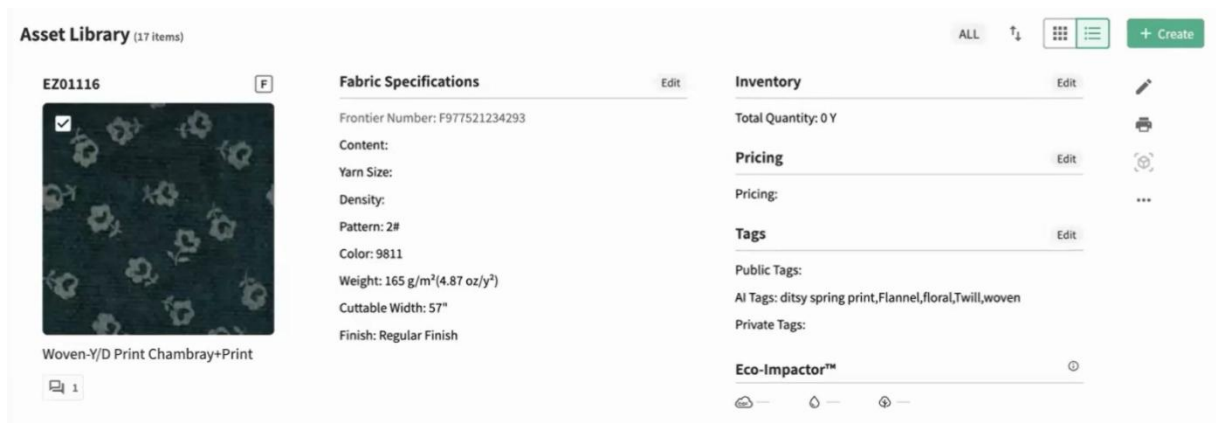 Asset Library (17 items)
ALL
+ Create
EZ01116
F
Woven-Y/D Print Chambray+Print
1
Fabric Specifications
Edit
Frontier Number: F977521234293
Content:
Yarn Size:
Density:
Pattern: 2#
Color: 9811
Weight: 165 g/m²(4.87 oz/y²)
Cuttable Width: 57"
Finish: Regular Finish
Inventory
Edit
Total Quantity: 0 Y
Pricing
Edit
Pricing:
Tags
Edit
Public Tags:
AI Tags: ditsy spring print,Flannel,floral,Twill,woven
Private Tags:
Eco-Impactor™